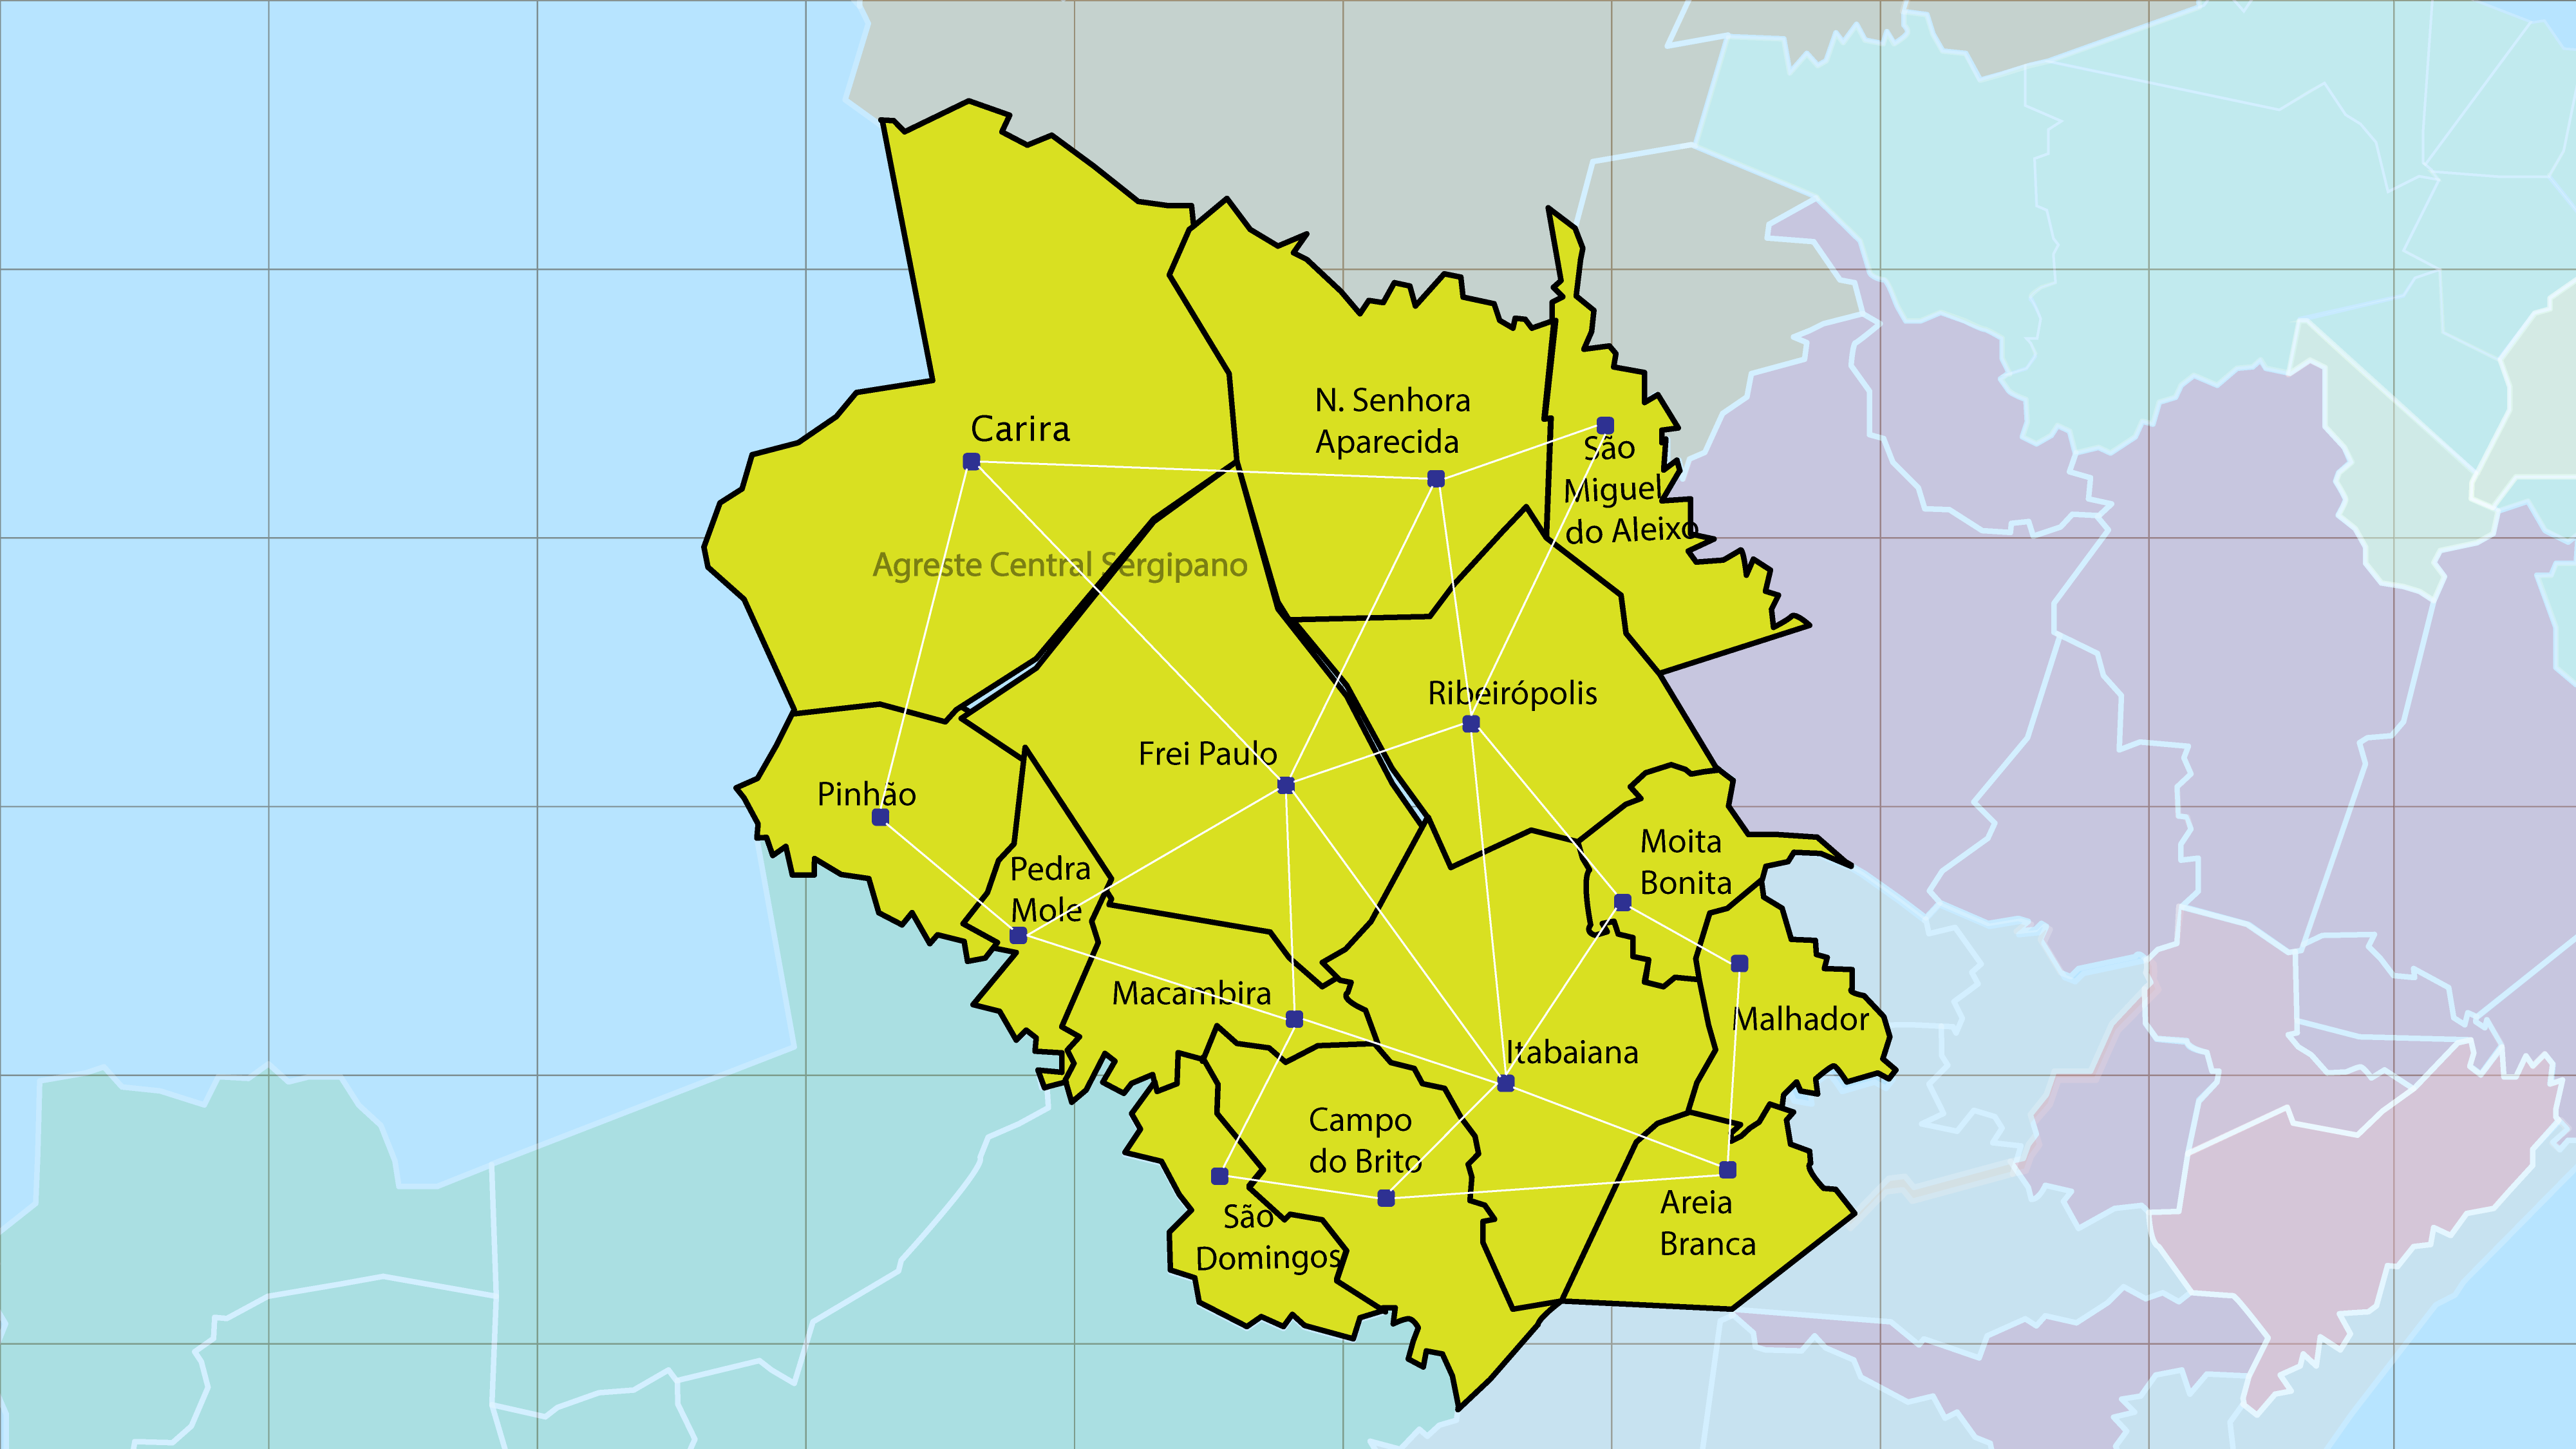 N. Senhora
Aparecida
Carira
São
Miguel
do Aleixo
Agreste Central Sergipano
Ribeirópolis
Frei Paulo
Pinhão
Moita
Bonita
Pedra
Mole
Macambira
Malhador
Itabaiana
Campo
do Brito
Areia
Branca
São
Domingos